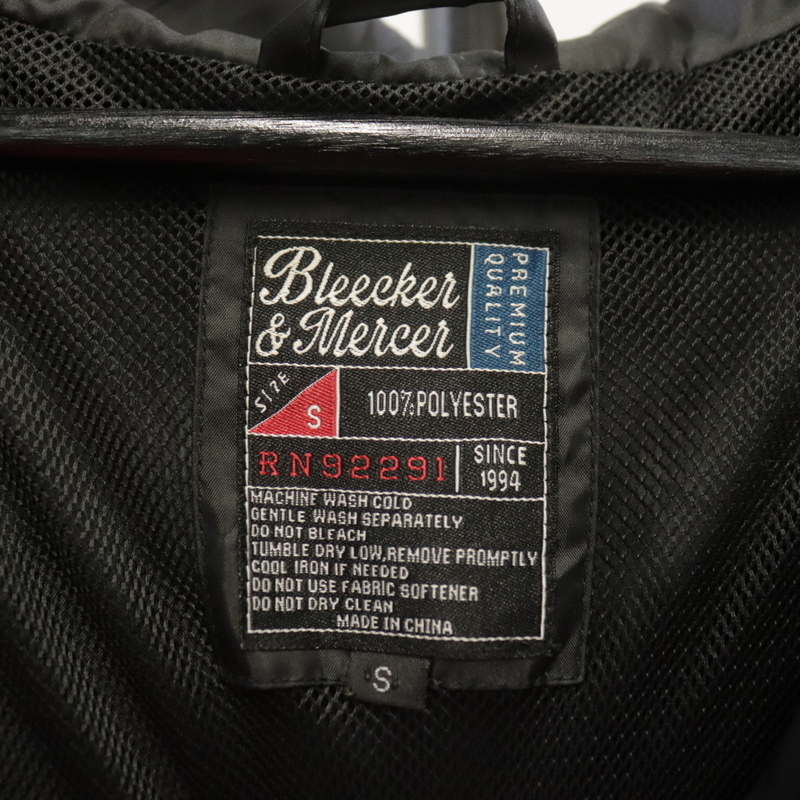 Bleecker
& Mercer
PREMIUM
QUALITY
SIZE
S
100% POLYESTER
RN92291
SINCE
1994
MACHINE WASH COLD
GENTLE WASH SEPARATELY
DO NOT BLEACH
TUMBLE DRY LOW, REMOVE PROMPTLY
COOL IRON IF NEEDED
DO NOT USE FABRIC SOFTENER
DO NOT DRY CLEAN
MADE IN CHINA
S